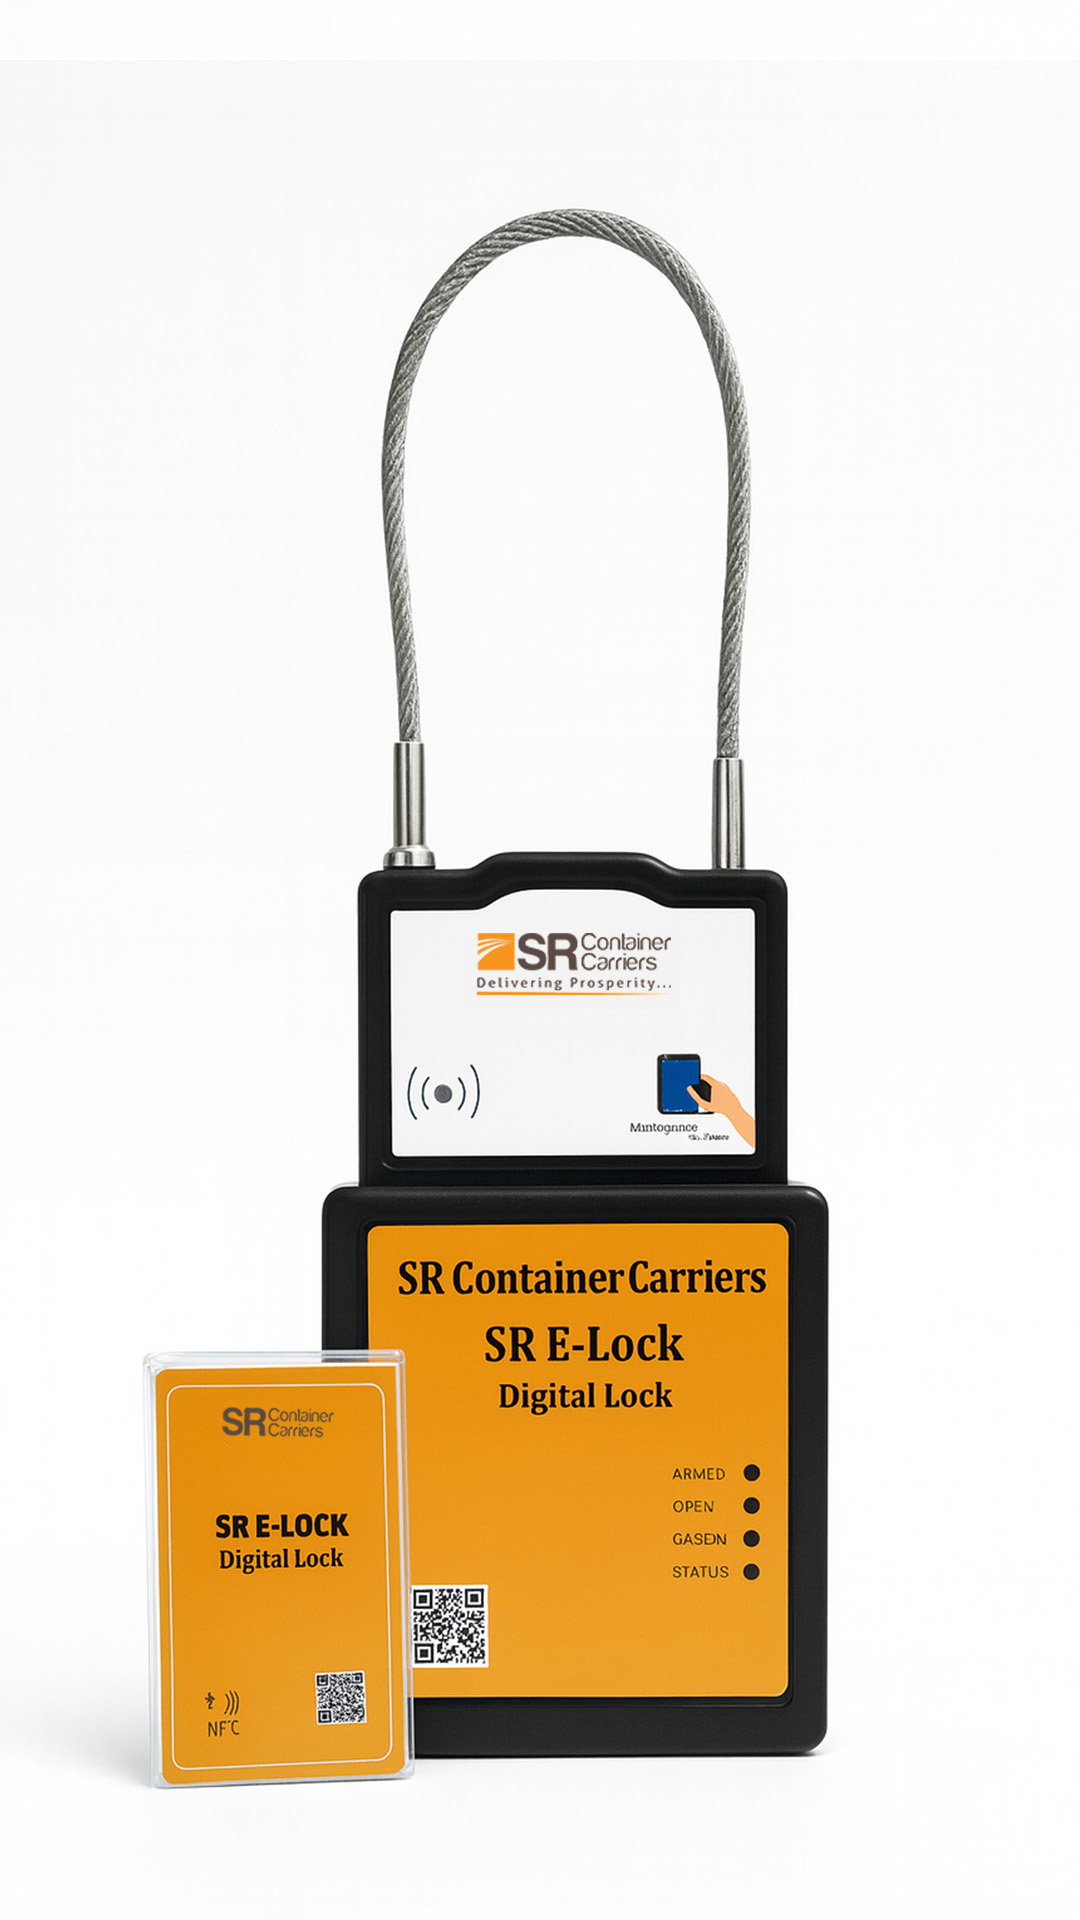 SR Container
Carriers
Delivering Prosperity...
Mintognnce
SR Container Carriers
SR E-Lock
Digital Lock
ARMED
OPEN
GASEN
STATUS
SR Container
Carriers
SR E-LOCK
Digital Lock
NFC